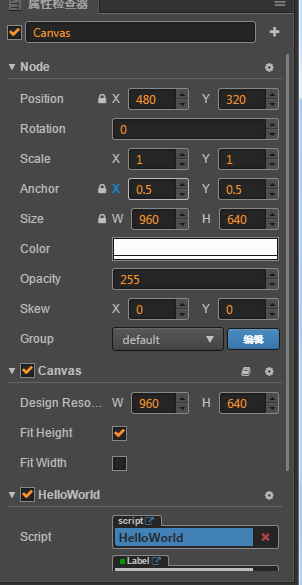 属性检查器
Canvas
Node
Position X 480 Y 320
Rotation 0
Scale X 1 Y 1
Anchor X 0.5 Y 0.5
Size W 960 H 640
Color
Opacity 255
Skew X 0 Y 0
Group default 编辑
Canvas
Design Reso... W 960 H 640
Fit Height
Fit Width
HelloWorld
script
Script HelloWorld
Label